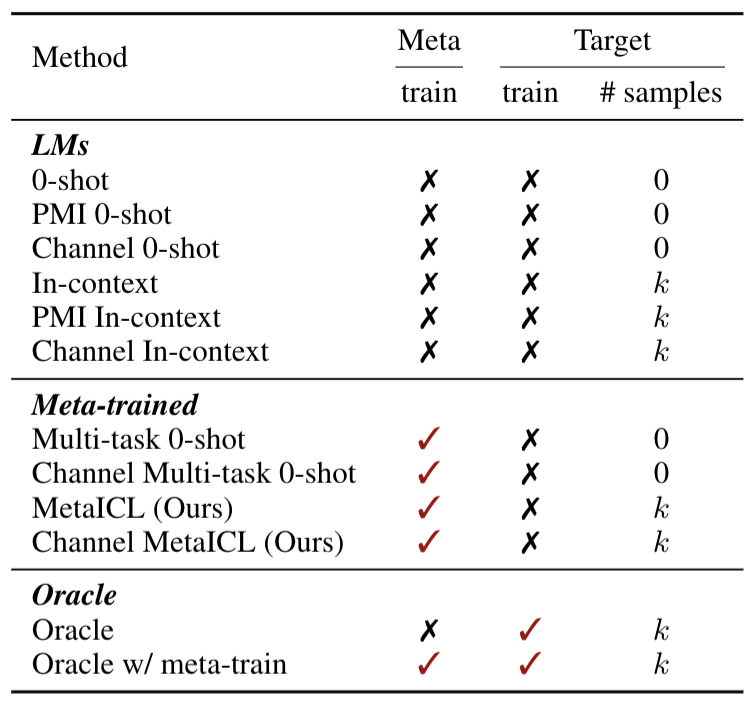 Method Meta Target
train train # samples
LMs
0-shot ✗ ✗ 0
PMI 0-shot ✗ ✗ 0
Channel 0-shot ✗ ✗ 0
In-context ✗ ✗ k
PMI In-context ✗ ✗ k
Channel In-context ✗ ✗ k
Meta-trained
Multi-task 0-shot ✓ ✗ 0
Channel Multi-task 0-shot ✓ ✗ 0
MetaICL (Ours) ✓ ✗ k
Channel MetaICL (Ours) ✓ ✗ k
Oracle
Oracle ✗ ✓ k
Oracle w/ meta-train ✓ ✓ k